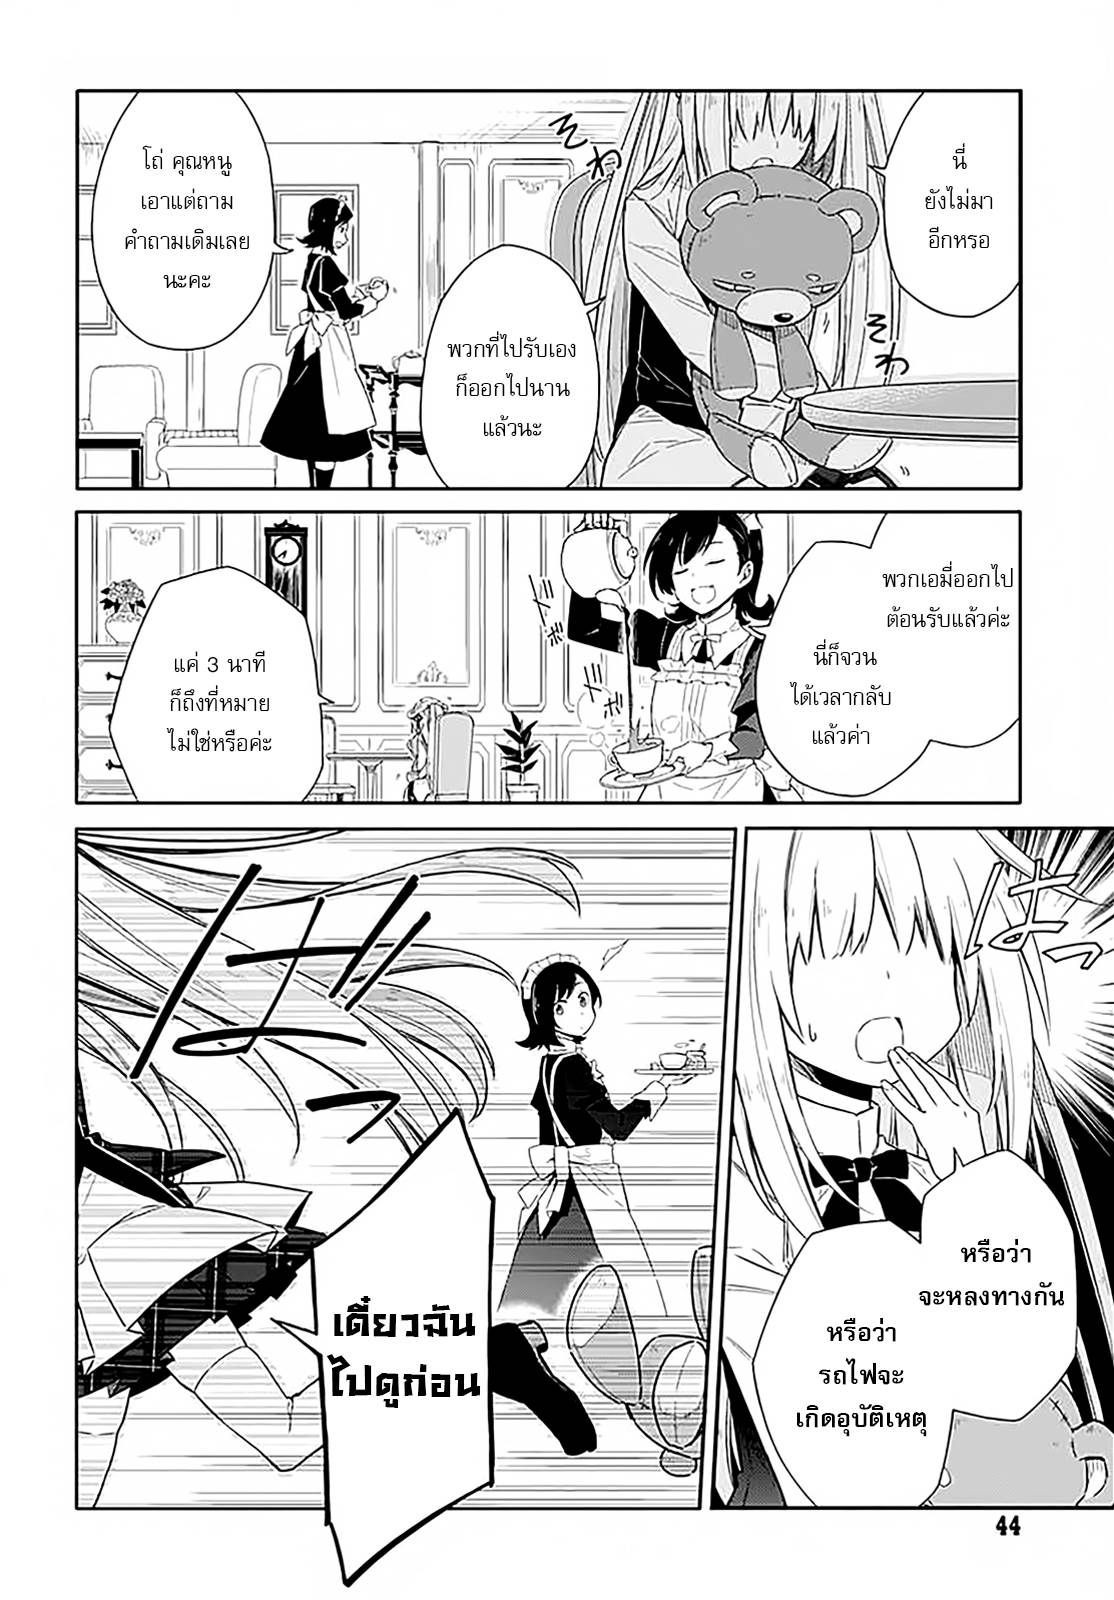 นี่
ยังไม่มา
อีกหรอ
そわ
そわ
พวกที่ไปรับเอง
ก็ออกไปนาน
แล้วนะ
โถ่ คุณหนู
เอาแต่ถาม
คำถามเดิมเลย
นะคะ
พวกเอมี่ออกไป
ต้อนรับแล้วค่ะ
นี่ก็จวน
ได้เวลากลับ
แล้วค่า
แค่ 3 นาที
ก็ถึงที่หมาย
ไม่ใช่หรือค่ะ
はっ
หรือว่า
จะหลงทางกัน
หรือว่า
รถไฟจะ
เกิดอุบัติเหตุ
เดี๋ยวฉัน
ไปดูก่อน
44